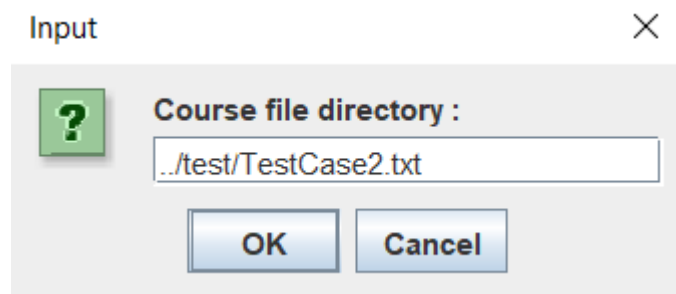 Input
?
Course file directory :
../test/TestCase2.txt
OK Cancel